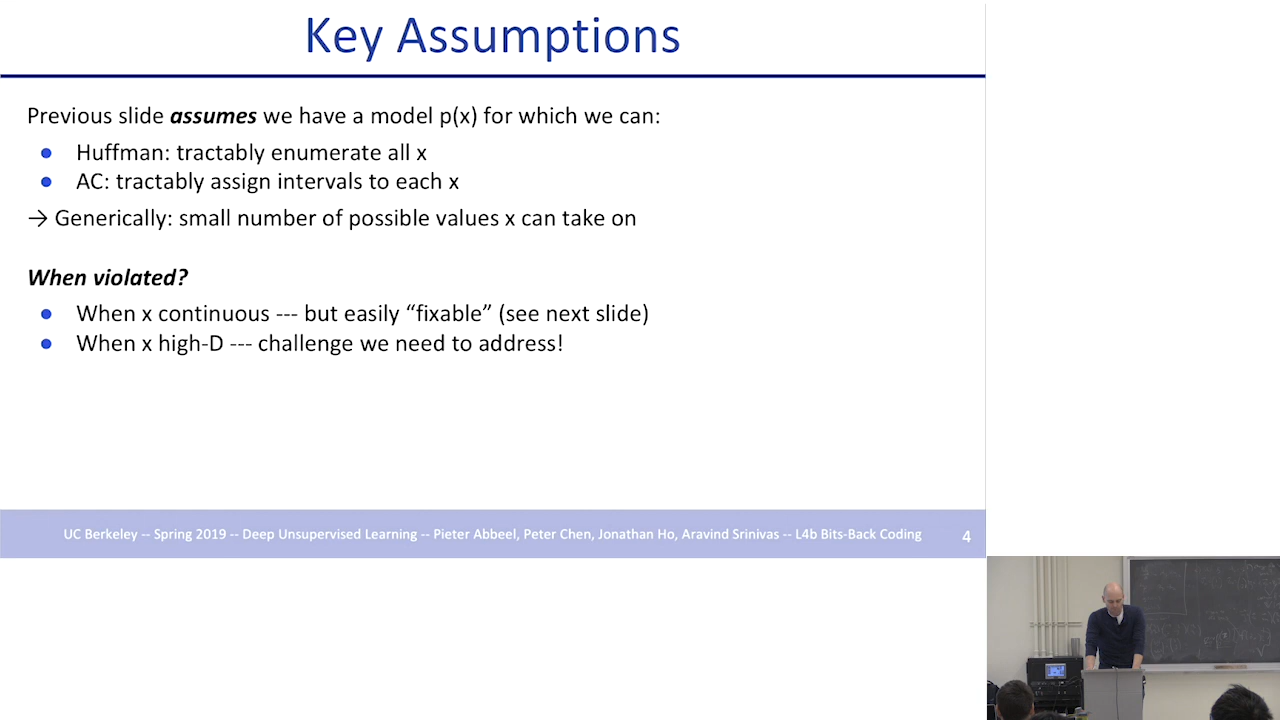 Key Assumptions
Previous slide assumes we have a model p(x) for which we can:
● Huffman: tractably enumerate all x
● AC: tractably assign intervals to each x
→ Generically: small number of possible values x can take on
When violated?
● When x continuous --- but easily “fixable” (see next slide)
● When x high-D --- challenge we need to address!
UC Berkeley -- Spring 2019 -- Deep Unsupervised Learning -- Pieter Abbeel, Peter Chen, Jonathan Ho, Aravind Srinivas -- L4b Bits-Back Coding 4